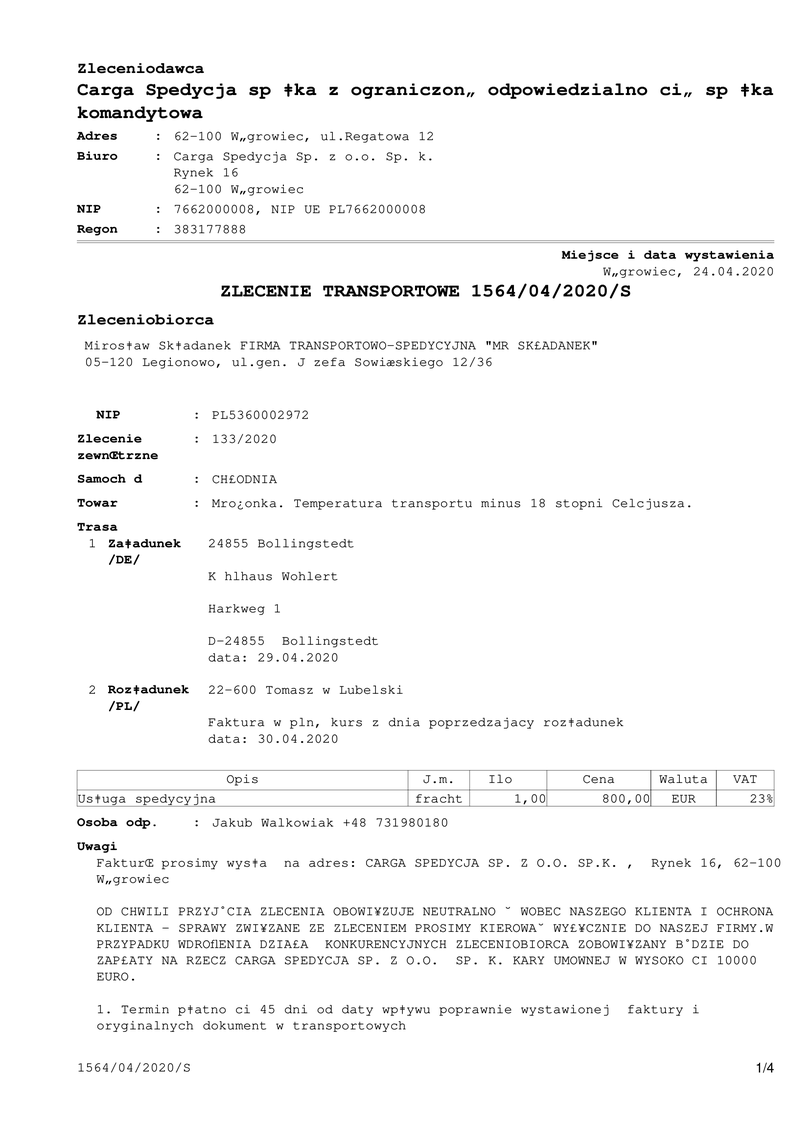 Zleceniodawca
Carga Spedycja sp ‡ka z ograniczon„ odpowiedzialno ci„ sp ‡ka
komandytowa
Adres : 62-100 W„growiec, ul.Regatowa 12
Biuro : Carga Spedycja Sp. z o.o. Sp. k.
Rynek 16
62-100 W„growiec
NIP : 7662000008, NIP UE PL7662000008
Regon : 383177888
Miejsce i data wystawienia
W„growiec, 24.04.2020
ZLECENIE TRANSPORTOWE 1564/04/2020/S
Zleceniobiorca
Miros‡aw Sk‡adanek FIRMA TRANSPORTOWO-SPEDYCYJNA "MR SK£ADANEK"
05-120 Legionowo, ul.gen. J zefa Sowiæskiego 12/36
NIP : PL5360002972
Zlecenie : 133/2020
zewnŒtrzne
Samoch d : CH£ODNIA
Towar : Mro¿onka. Temperatura transportu minus 18 stopni Celcjusza.
Trasa
1 Za‡adunek 24855 Bollingstedt
/DE/
K hlhaus Wohlert
Harkweg 1
D-24855 Bollingstedt
data: 29.04.2020
2 Roz‡adunek 22-600 Tomasz w Lubelski
/PL/
Faktura w pln, kurs z dnia poprzedzajacy roz‡adunek
data: 30.04.2020
Opis J.m. Ilo Cena Waluta VAT
Us‡uga spedycyjna fracht 1,00 800,00 EUR 23%
Osoba odp. : Jakub Walkowiak +48 731980180
Uwagi
FakturŒ prosimy wys‡a na adres: CARGA SPEDYCJA SP. Z O.O. SP.K. , Rynek 16, 62-100
W„growiec
OD CHWILI PRZYJ˚CIA ZLECENIA OBOWI¥ZUJE NEUTRALNO ˘ WOBEC NASZEGO KLIENTA I OCHRONA
KLIENTA - SPRAWY ZWI¥ZANE ZE ZLECENIEM PROSIMY KIEROWA˘ WY£¥CZNIE DO NASZEJ FIRMY.W
PRZYPADKU WDROﬂENIA DZIA£A KONKURENCYJNYCH ZLECENIOBIORCA ZOBOWI¥ZANY B˚DZIE DO
ZAP£ATY NA RZECZ CARGA SPEDYCJA SP. Z O.O. SP. K. KARY UMOWNEJ W WYSOKO CI 10000
EURO.
1. Termin p‡atno ci 45 dni od daty wp‡ywu poprawnie wystawionej faktury i
oryginalnych dokument w transportowych
1564/04/2020/S 1/4